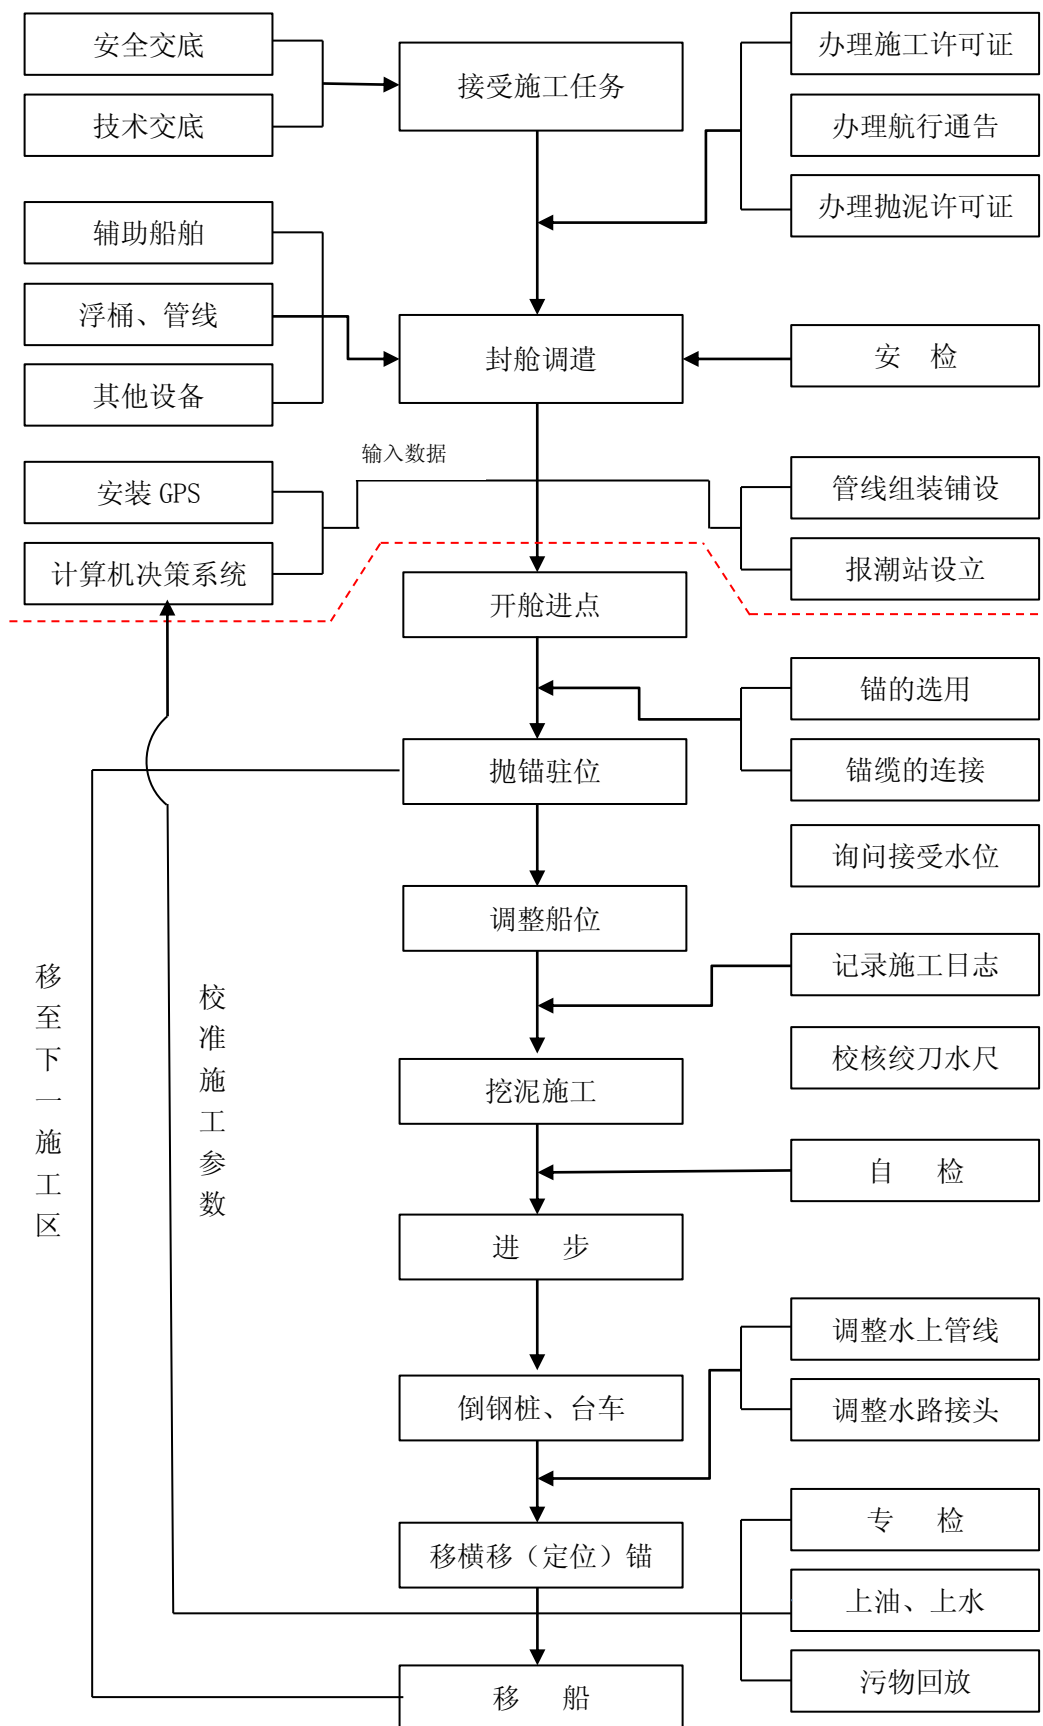 安全交底
办理施工许可证
接受施工任务
技术交底
办理航行通告
办理抛泥许可证
辅助船舶
浮桶、管线
封舱调遣
安 检
其他设备
输入数据
安装 GPS
管线组装铺设
计算机决策系统
报潮站设立
开舱进点
锚的选用
抛锚驻位
锚缆的连接
询问接受水位
调整船位
记录施工日志
移至下一施工区
校准施工参数
校核绞刀水尺
挖泥施工
自 检
进 步
调整水上管线
倒钢桩、台车
调整水路接头
专 检
移横移（定位）锚
上油、上水
污物回放
移 船